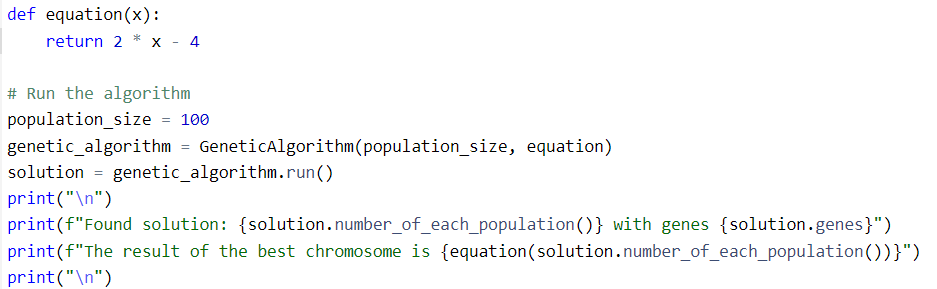 def equation(x):
    return 2 * x - 4

# Run the algorithm
population_size = 100
genetic_algorithm = GeneticAlgorithm(population_size, equation)
solution = genetic_algorithm.run()
print("\n")
print(f"Found solution: {solution.number_of_each_population()} with genes {solution.genes}")
print(f"The result of the best chromosome is {equation(solution.number_of_each_population())}")
print("\n")